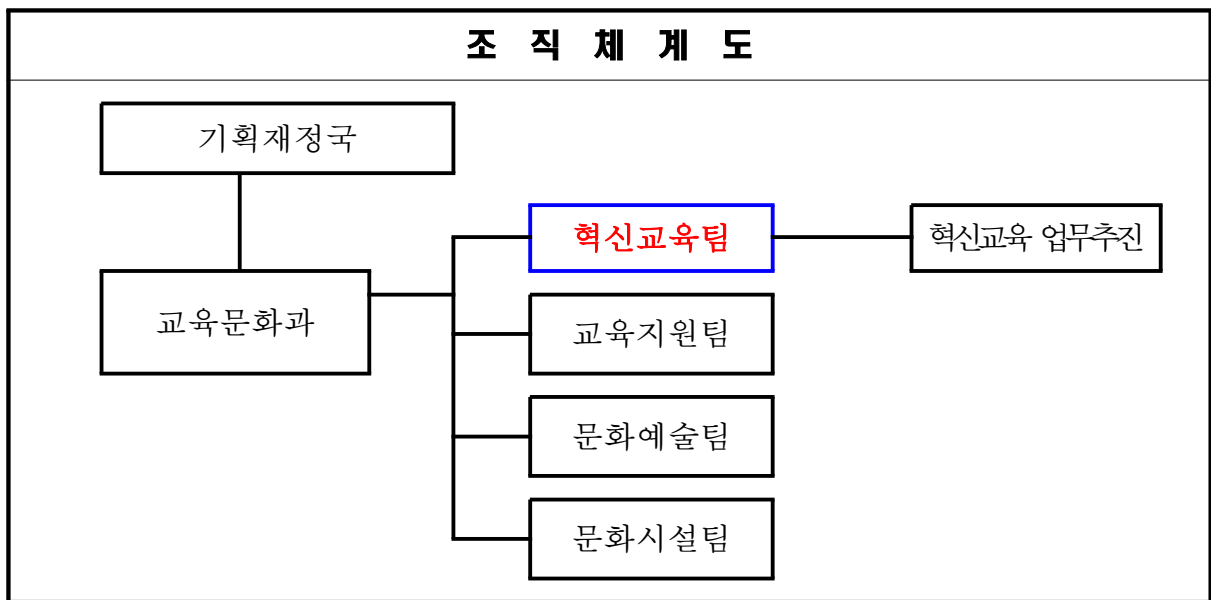 조 직 체 계 도
기획재정국
혁신교육팀
혁신교육 업무추진
교육문화과
교육지원팀
문화예술팀
문화시설팀